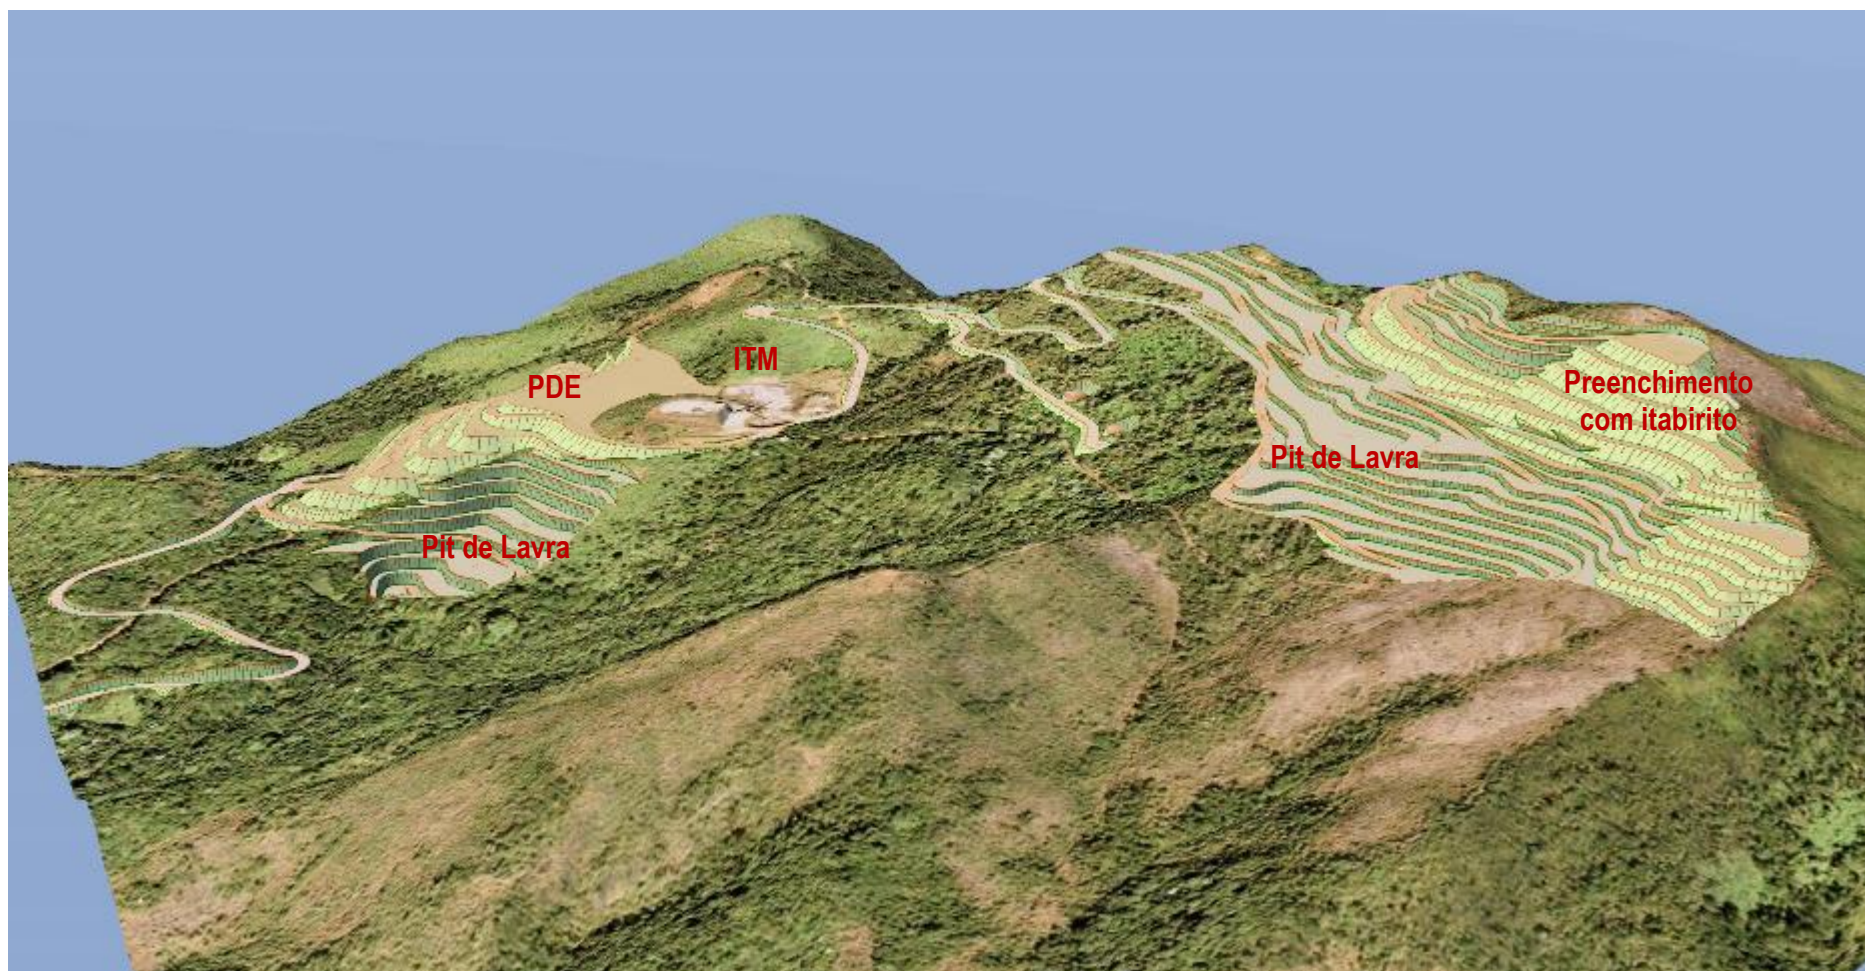 ITM
PDE
Preenchimento
com itabirito
Pit de Lavra
Pit de Lavra